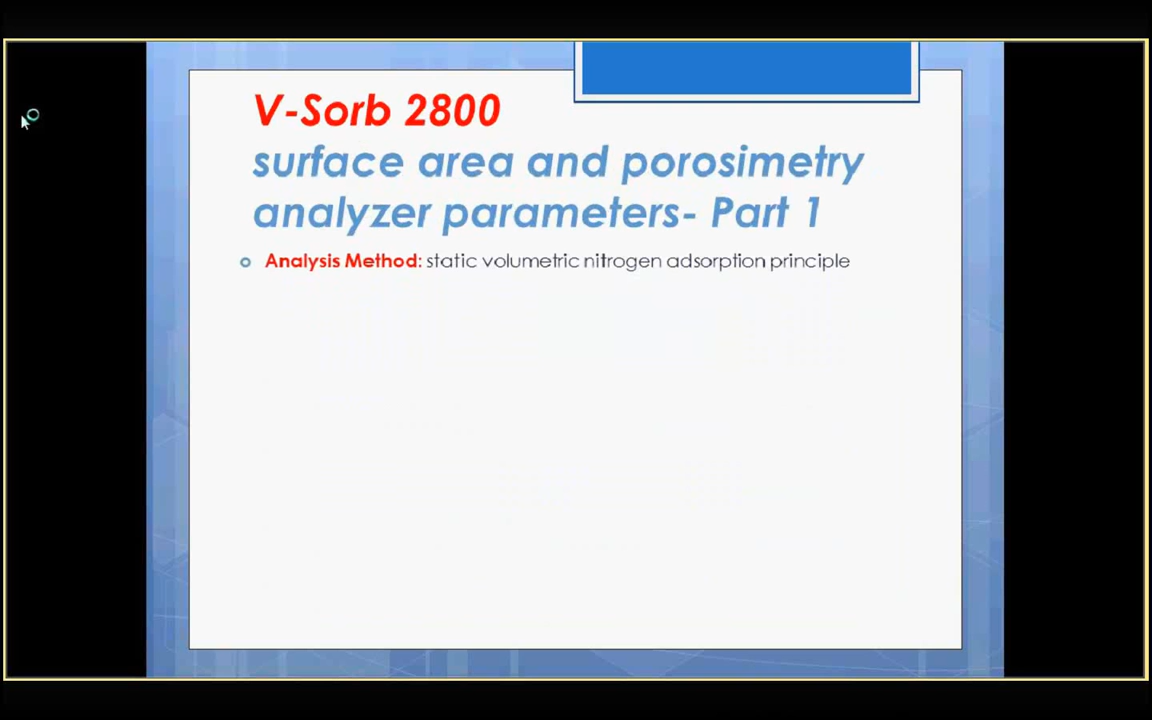 V-Sorb 2800
surface area and porosimetry
analyzer parameters- Part 1
Analysis Method: static volumetric nitrogen adsorption principle